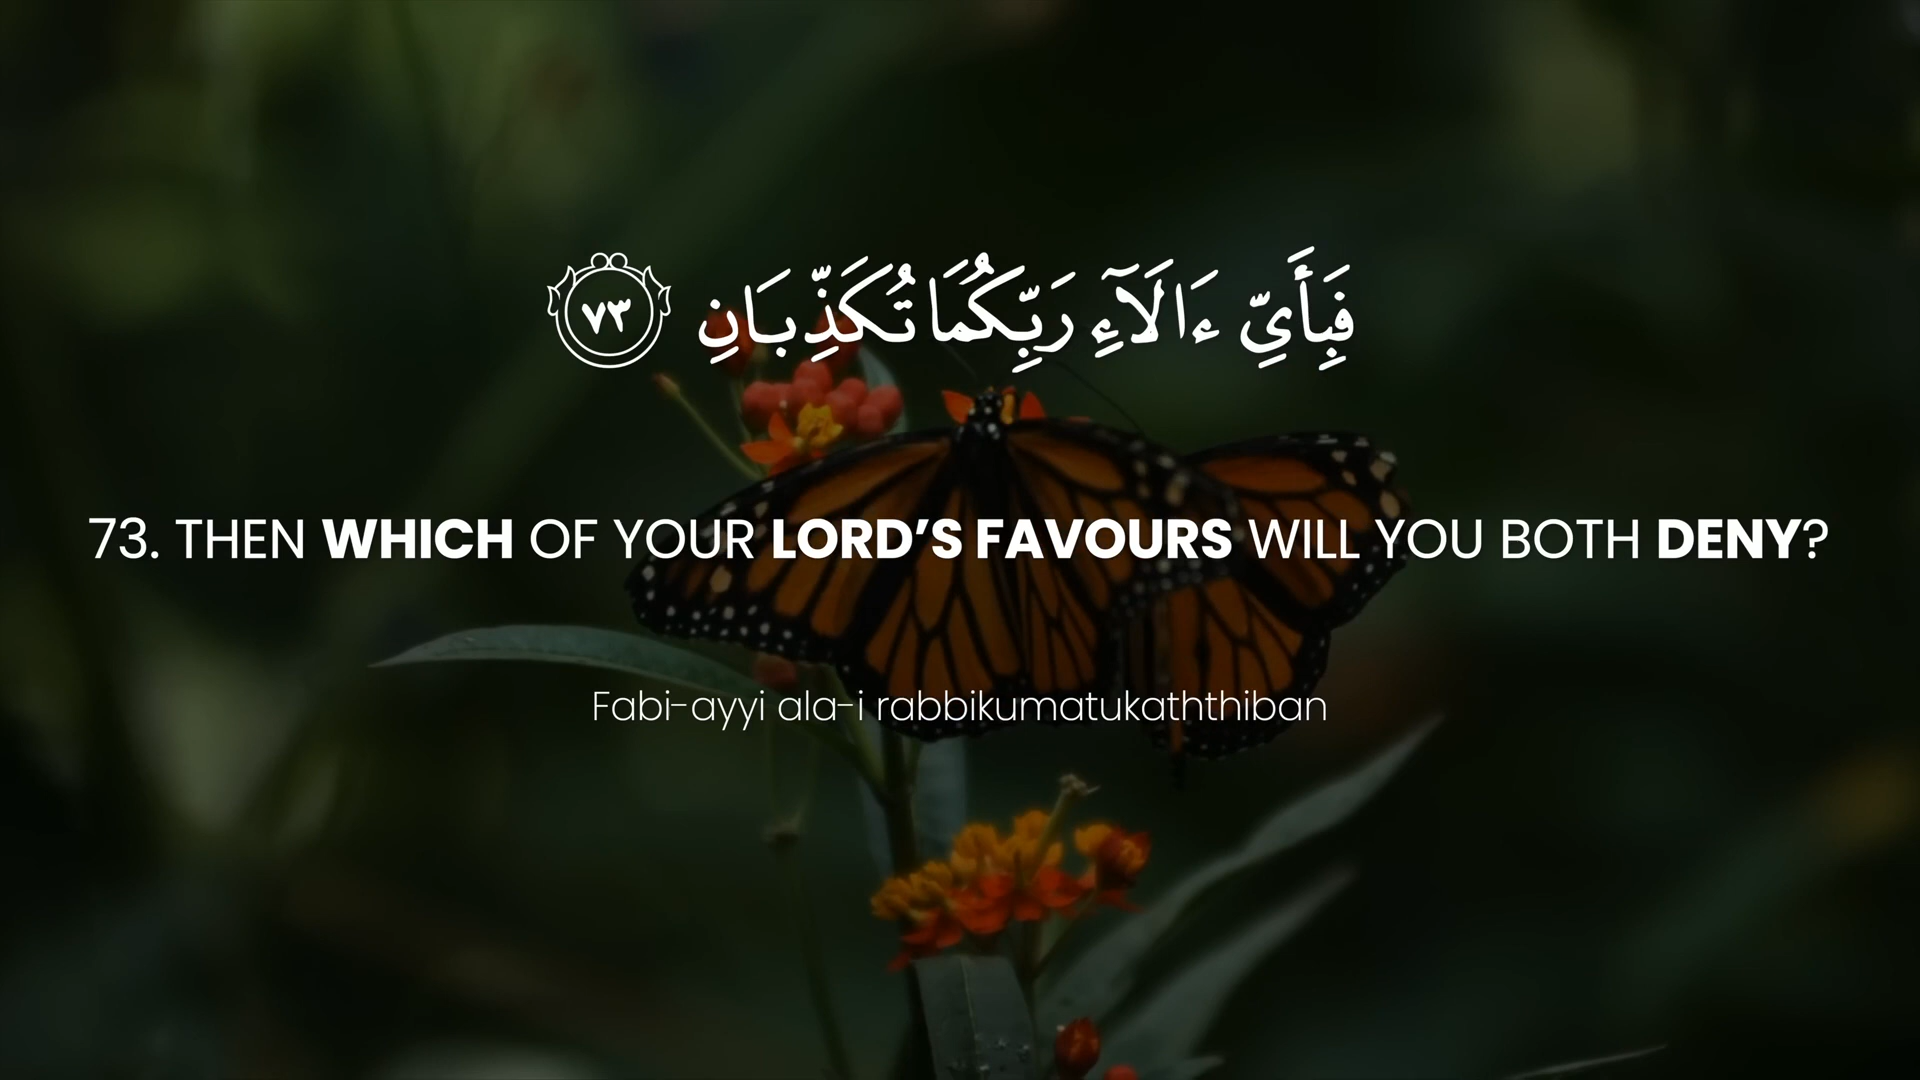 فَبِأَيِّ ءَالَآءِ رَبِّكُمَا تُكَذِّبَانِ ٧٣
73. THEN WHICH OF YOUR LORD’S FAVOURS WILL YOU BOTH DENY?
Fabi-ayyi ala-i rabbikumatukaththiban